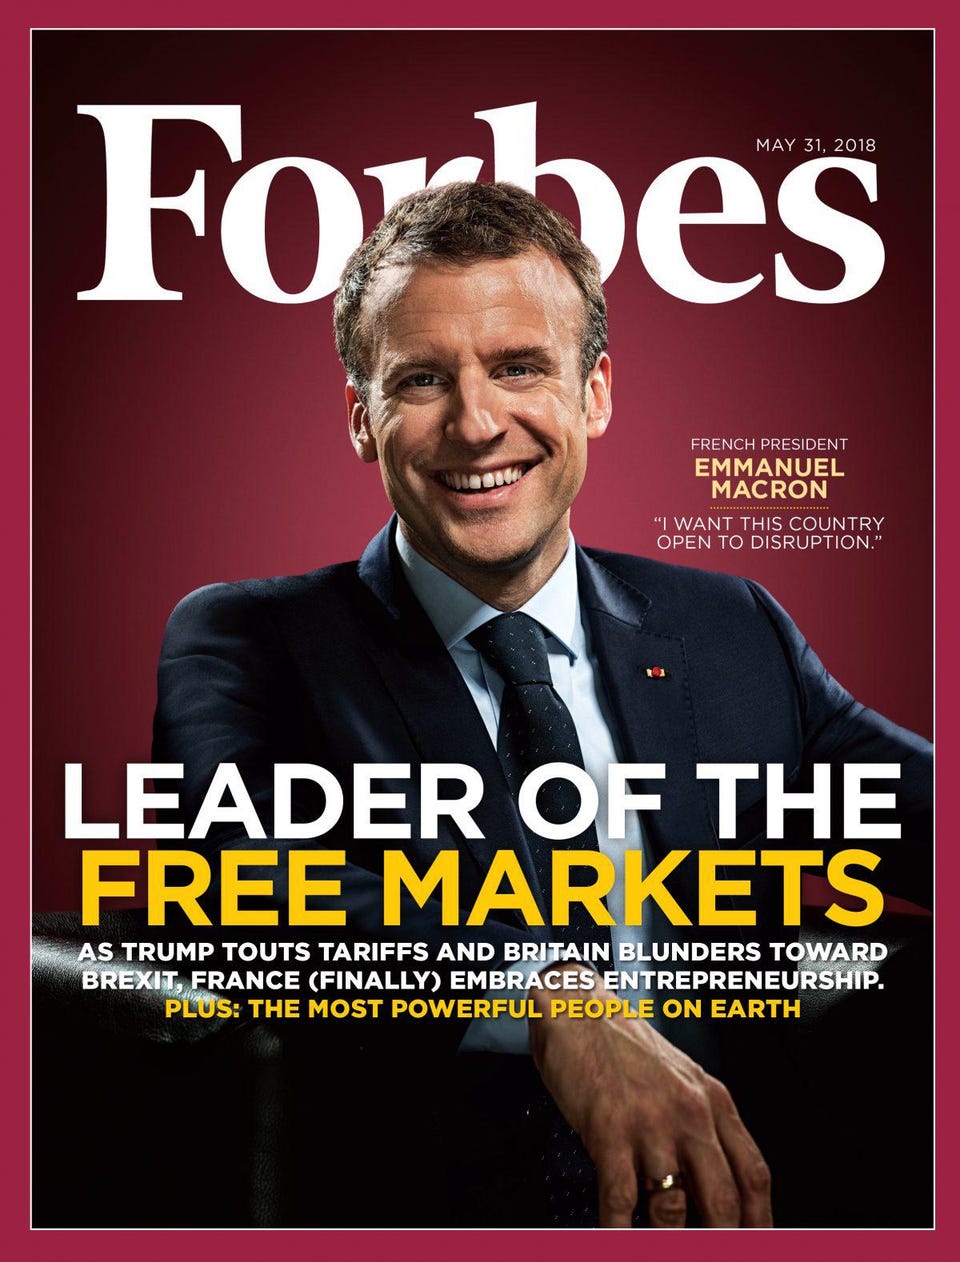 Forbes
MAY 31, 2018
FRENCH PRESIDENT
EMMANUEL
MACRON
“I WANT THIS COUNTRY
OPEN TO DISRUPTION.”
LEADER OF THE
FREE MARKETS
AS TRUMP TOUTS TARIFFS AND BRITAIN BLUNDERS TOWARD
BREXIT, FRANCE (FINALLY) EMBRACES ENTREPRENEURSHIP.
PLUS: THE MOST POWERFUL PEOPLE ON EARTH